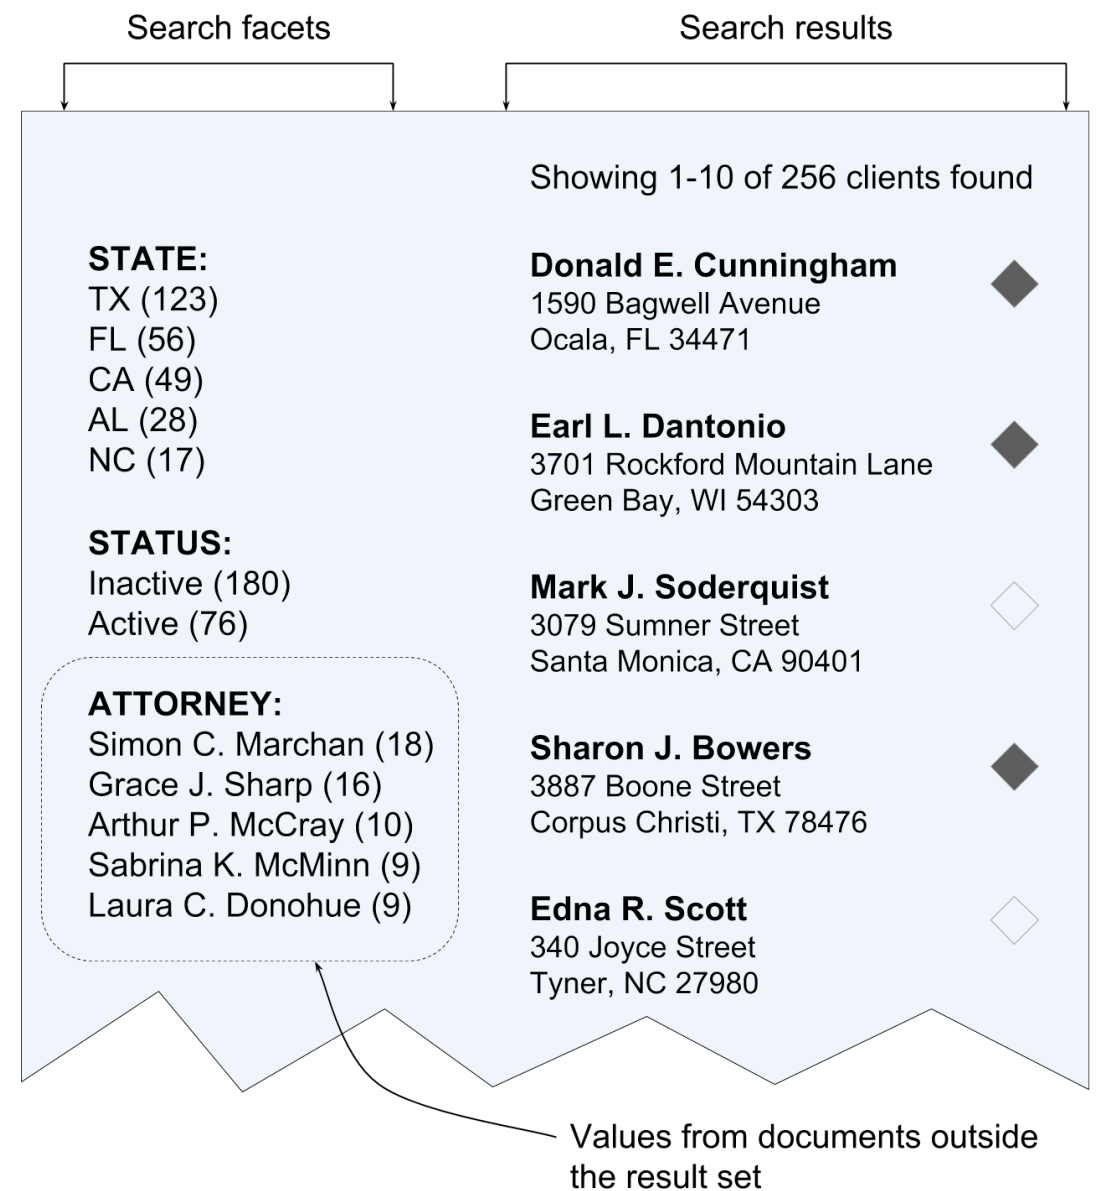 Search facets
Search results
Showing 1-10 of 256 clients found
STATE:
TX (123)
FL (56)
CA (49)
AL (28)
NC (17)
STATUS:
Inactive (180)
Active (76)
ATTORNEY:
Simon C. Marchan (18)
Grace J. Sharp (16)
Arthur P. McCray (10)
Sabrina K. McMinn (9)
Laura C. Donohue (9)
Donald E. Cunningham
1590 Bagwell Avenue
Ocala, FL 34471
Earl L. Dantonio
3701 Rockford Mountain Lane
Green Bay, WI 54303
Mark J. Soderquist
3079 Sumner Street
Santa Monica, CA 90401
Sharon J. Bowers
3887 Boone Street
Corpus Christi, TX 78476
Edna R. Scott
340 Joyce Street
Tyner, NC 27980
Values from documents outside
the result set